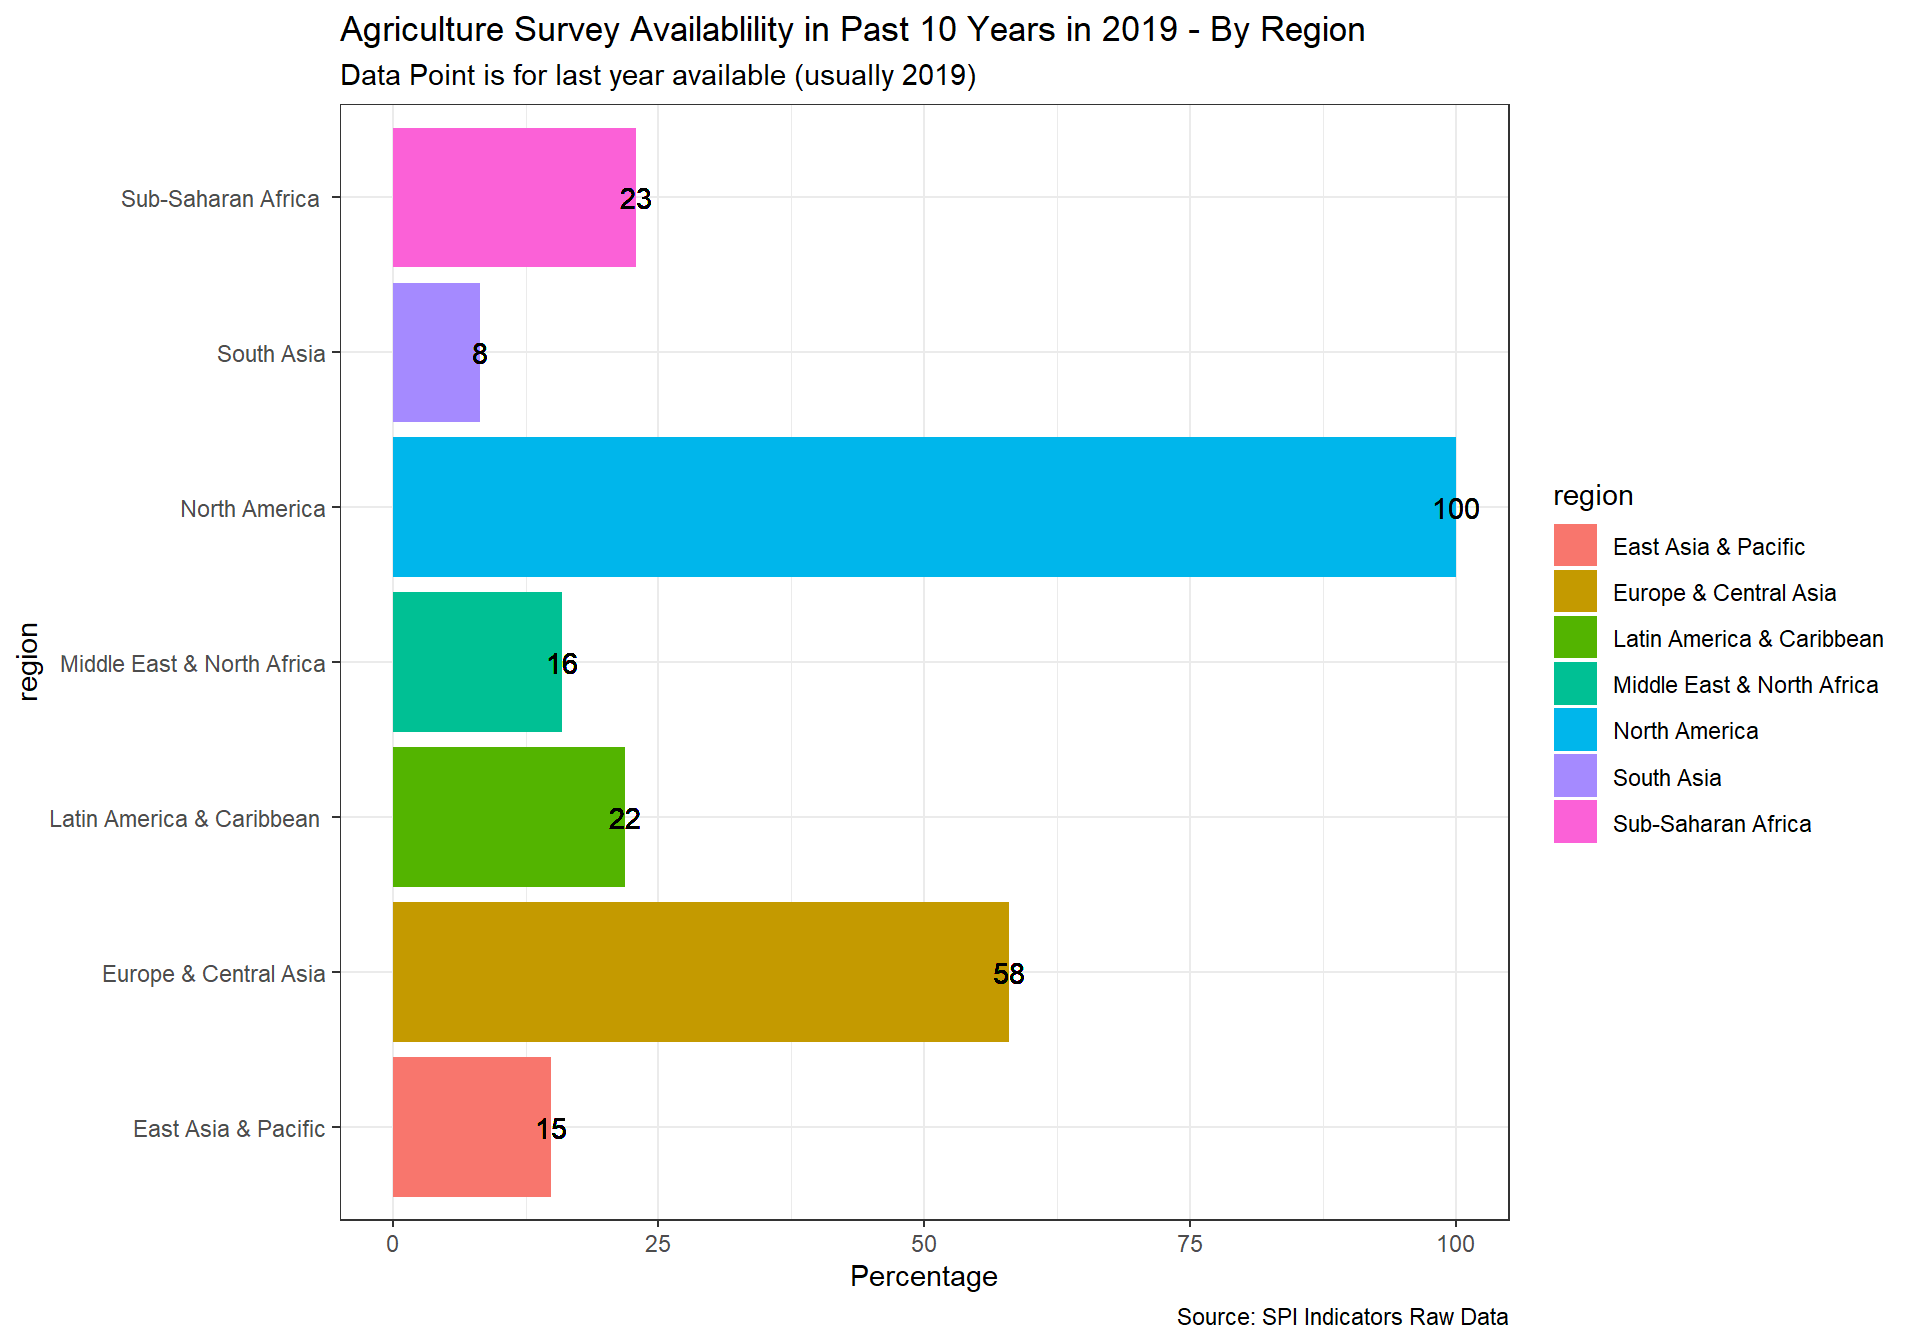 Agriculture Survey Availablility in Past 10 Years in 2019 - By Region
Data Point is for last year available (usually 2019)
region
Sub-Saharan Africa
23
South Asia
8
North America
100
Middle East & North Africa
16
Latin America & Caribbean
22
Europe & Central Asia
58
East Asia & Pacific
15
0 25 50 75 100
Percentage
region
East Asia & Pacific
Europe & Central Asia
Latin America & Caribbean
Middle East & North Africa
North America
South Asia
Sub-Saharan Africa
Source: SPI Indicators Raw Data